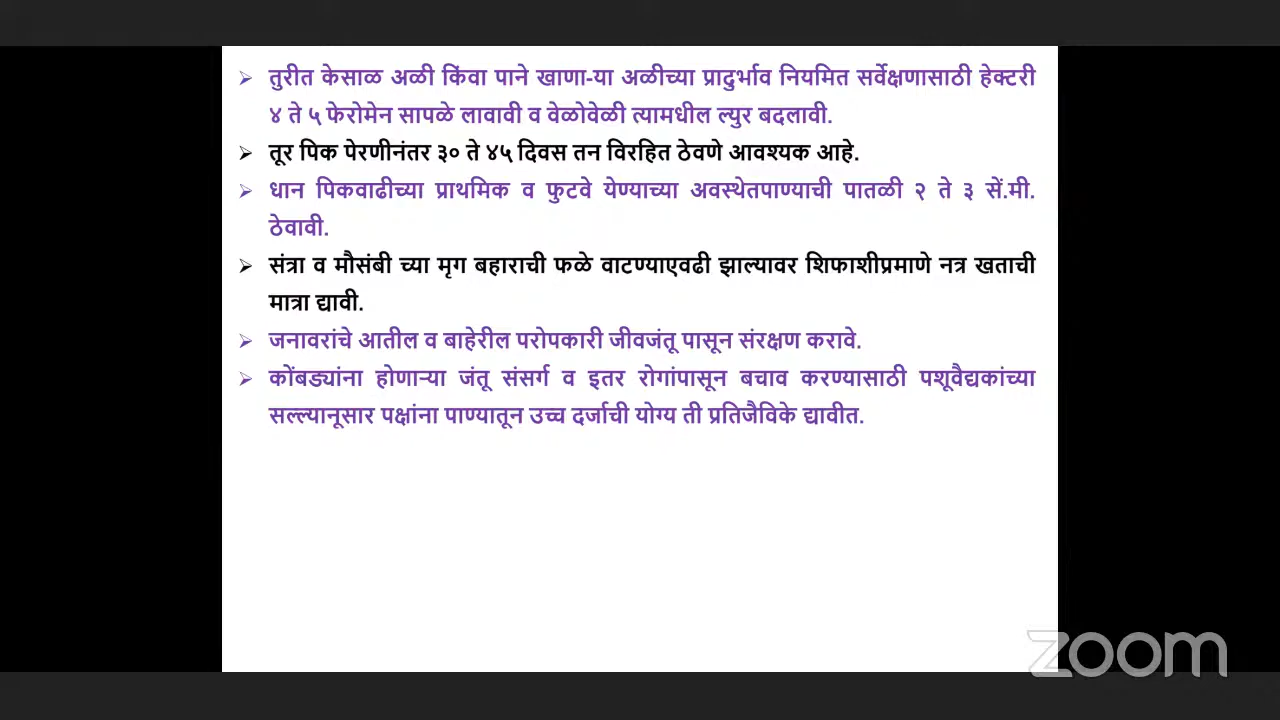 ➢ तुरीत केसाळ अळी किंवा पाने खाणा-या अळीच्या प्रादुर्भाव नियमित सर्वेक्षणासाठी हेक्टरी
४ ते ५ फेरोमेन सापळे लावावी व वेळोवेळी त्यामधील ल्युर बदलावी.
➢ तूर पिक पेरणीनंतर ३० ते ४५ दिवस तन विरहित ठेवणे आवश्यक आहे.
➢ धान पिकवाढीच्या प्राथमिक व फुटवे येण्याच्या अवस्थेतपाण्याची पातळी २ ते ३ सें.मी.
ठेवावी.
➢ संत्रा व मौसंबी च्या मृग बहाराची फळे वाटण्याएवढी झाल्यावर शिफाशीप्रमाणे नत्र खताची
मात्रा द्यावी.
➢ जनावरांचे आतील व बाहेरील परोपकारी जीवजंतू पासून संरक्षण करावे.
➢ कोंबड्यांना होणाऱ्या जंतू संसर्ग व इतर रोगांपासून बचाव करण्यासाठी पशूवैद्यकांच्या
सल्ल्यानूसार पक्षांना पाण्यातून उच्च दर्जाची योग्य ती प्रतिजैविके द्यावीत.
zoom